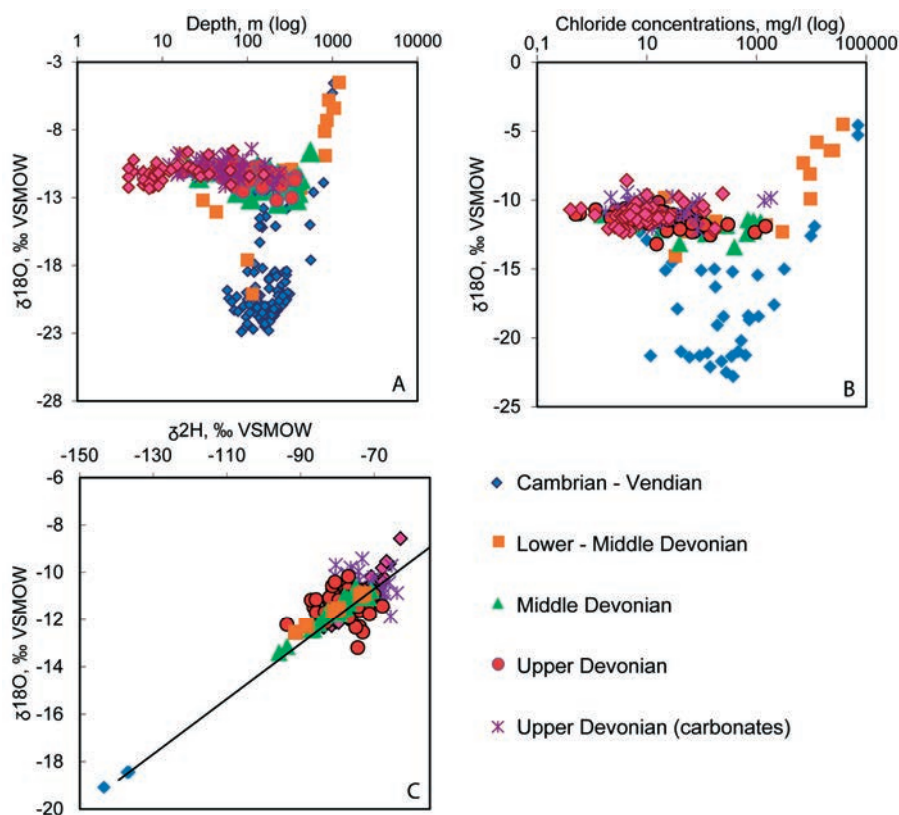 Depth, m (log)
1 10 100 1000 10000
-3
-8
-13
-18
-23
-28
δ18O, ‰ VSMOW
A
Chloride concentrations, mg/l (log)
0,1 10 1000 100000
0
-5
-10
-15
-20
-25
δ18O, ‰ VSMOW
B
δ2H, ‰ VSMOW
-150 -130 -110 -90 -70
-6
-8
-10
-12
-14
-16
-18
-20
δ18O, ‰ VSMOW
C
Cambrian - Vendian
Lower - Middle Devonian
Middle Devonian
Upper Devonian
Upper Devonian (carbonates)